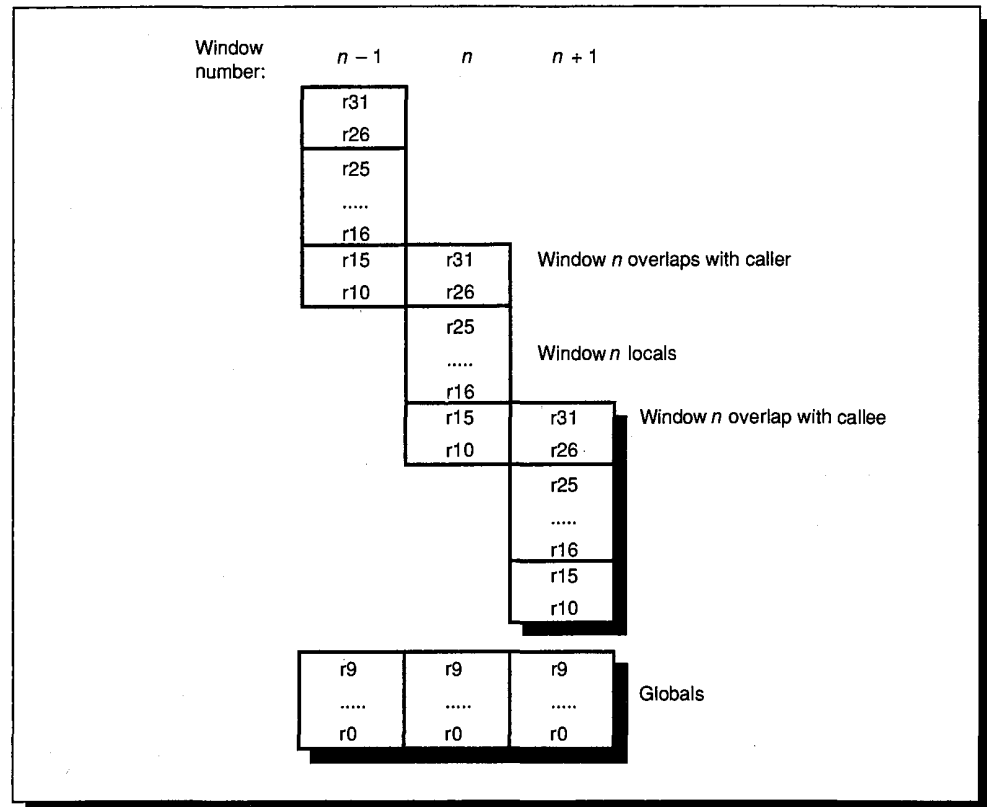 Window number: n – 1 n n + 1
r31
r26
r25
.....
r16
r15 r31 Window n overlaps with caller
r10 r26
r25
..... Window n locals
r16
r15 r31 Window n overlap with callee
r10 r26
r25
.....
r16
r15
r10
r9 r9 r9 Globals
..... ..... .....
r0 r0 r0